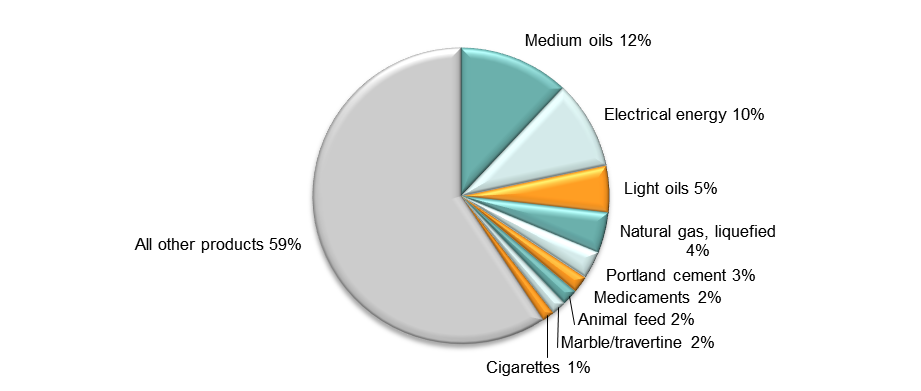 Medium oils 12%
Electrical energy 10%
Light oils 5%
Natural gas, liquefied
4%
All other products 59%
Portland cement 3%
Medicaments 2%
Animal feed 2%
Marble/travertine 2%
Cigarettes 1%